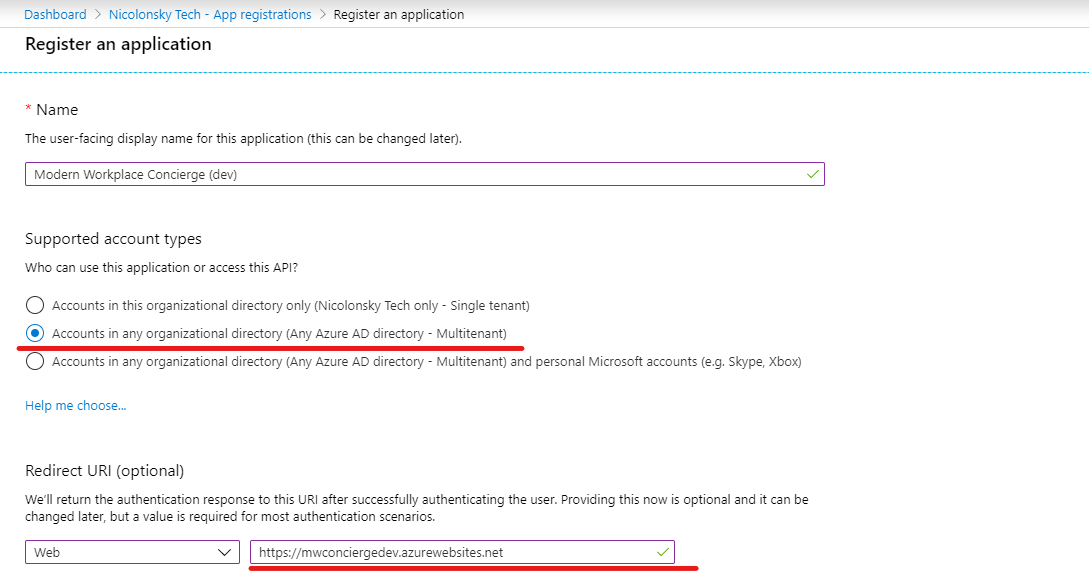 Dashboard > Nicolonsky Tech - App registrations > Register an application
Register an application
* Name
The user-facing display name for this application (this can be changed later).
Modern Workplace Concierge (dev)
Supported account types
Who can use this application or access this API?
Accounts in this organizational directory only (Nicolonsky Tech only - Single tenant)
Accounts in any organizational directory (Any Azure AD directory - Multitenant)
Accounts in any organizational directory (Any Azure AD directory - Multitenant) and personal Microsoft accounts (e.g. Skype, Xbox)
Help me choose...
Redirect URI (optional)
We'll return the authentication response to this URI after successfully authenticating the user. Providing this now is optional and it can be
changed later, but a value is required for most authentication scenarios.
Web
https://mwconciergedev.azurewebsites.net